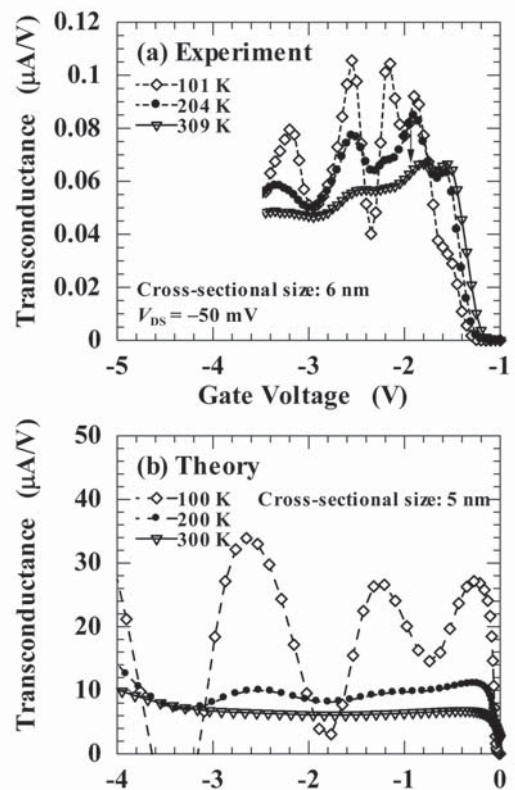 Transconductance (μA/V)
0.12
0.1
0.08
0.06
0.04
0.02
0
(a) Experiment
101 K
204 K
309 K
Cross-sectional size: 6 nm
VDS = –50 mV
-5 -4 -3 -2 -1
Gate Voltage (V)
Transconductance (μA/V)
50
40
30
20
10
0
(b) Theory
100 K Cross-sectional size: 5 nm
200 K
300 K
-4 -3 -2 -1 0